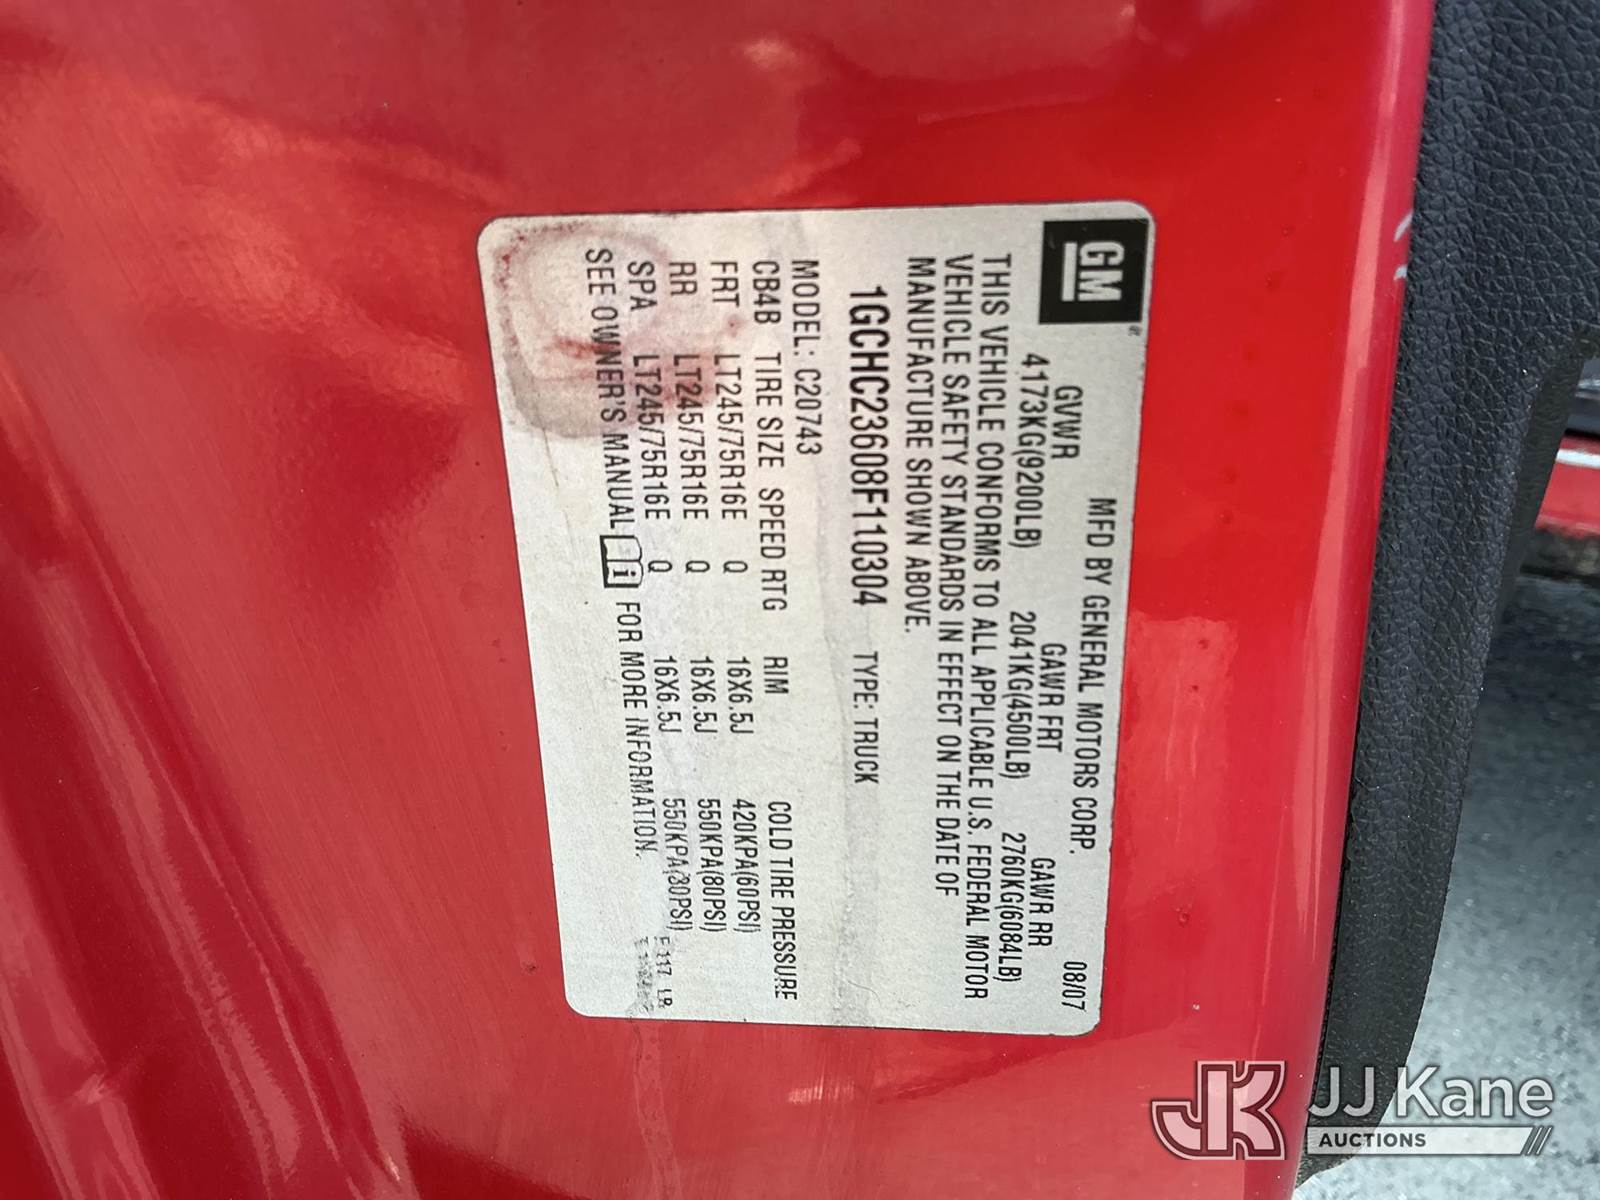 GM
MFD BY GENERAL MOTORS CORP. 08/07
GVWR GAWR FRT GAWR RR
4173KG(9200LB) 2041KG(4500LB) 2760KG(6084LB)
THIS VEHICLE CONFORMS TO ALL APPLICABLE U.S. FEDERAL MOTOR
VEHICLE SAFETY STANDARDS IN EFFECT ON THE DATE OF
MANUFACTURE SHOWN ABOVE.
1GCHC23608F110304 TYPE: TRUCK
MODEL: C20743
CB4B TIRE SIZE SPEED RTG RIM COLD TIRE PRESSURE
FRT LT245/75R16E Q 16X6.5J 420KPA(60PSI)
RR LT245/75R16E Q 16X6.5J 550KPA(80PSI)
SPA LT245/75R16E Q 16X6.5J 550KPA(80PSI)
SEE OWNER'S MANUAL i FOR MORE INFORMATION.
117 LR
JK JJ Kane
AUCTIONS